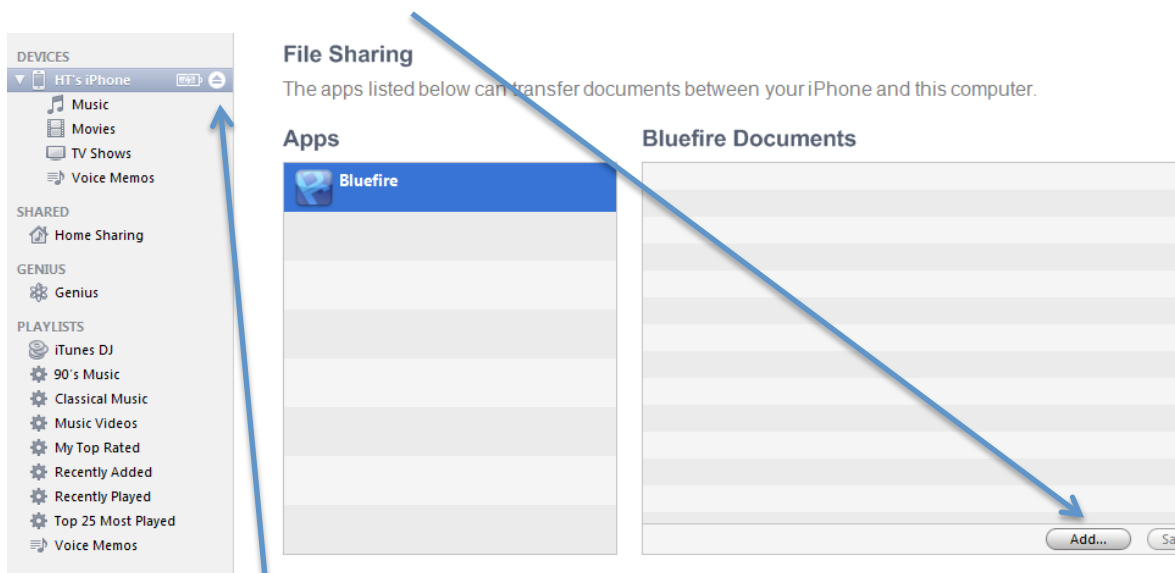 DEVICES
HT's iPhone
Music
Movies
TV Shows
Voice Memos
SHARED
Home Sharing
GENIUS
Genius
PLAYLISTS
iTunes DJ
90's Music
Classical Music
Music Videos
My Top Rated
Recently Added
Recently Played
Top 25 Most Played
Voice Memos
File Sharing
The apps listed below can transfer documents between your iPhone and this computer.
Apps
Bluefire
Bluefire Documents
Add...
Sa